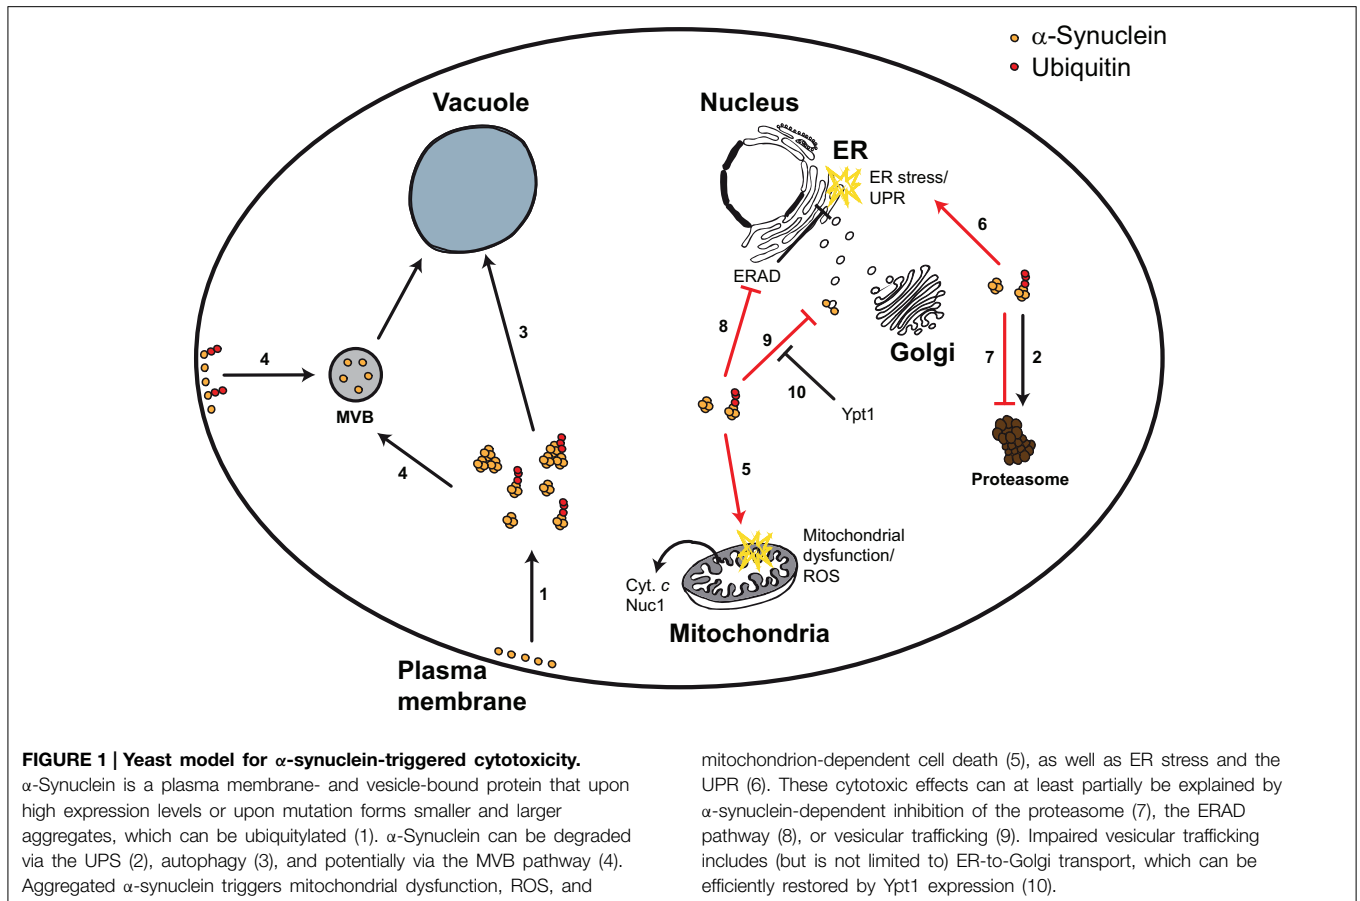 α-Synuclein
Ubiquitin
Vacuole
Nucleus
ER
ER stress/
UPR
6
ERAD
3
8
9
Golgi
7
2
4
MVB
10
Ypt1
4
5
Proteasome
Mitochondrial
dysfunction/
ROS
Cyt. c
Nuc1
1
Mitochondria
Plasma
membrane
FIGURE 1 | Yeast model for α-synuclein-triggered cytotoxicity.
α-Synuclein is a plasma membrane- and vesicle-bound protein that upon
high expression levels or upon mutation forms smaller and larger
aggregates, which can be ubiquitylated (1). α-Synuclein can be degraded
via the UPS (2), autophagy (3), and potentially via the MVB pathway (4).
Aggregated α-synuclein triggers mitochondrial dysfunction, ROS, and
mitochondrion-dependent cell death (5), as well as ER stress and the
UPR (6). These cytotoxic effects can at least partially be explained by
α-synuclein-dependent inhibition of the proteasome (7), the ERAD
pathway (8), or vesicular trafficking (9). Impaired vesicular trafficking
includes (but is not limited to) ER-to-Golgi transport, which can be
efficiently restored by Ypt1 expression (10).